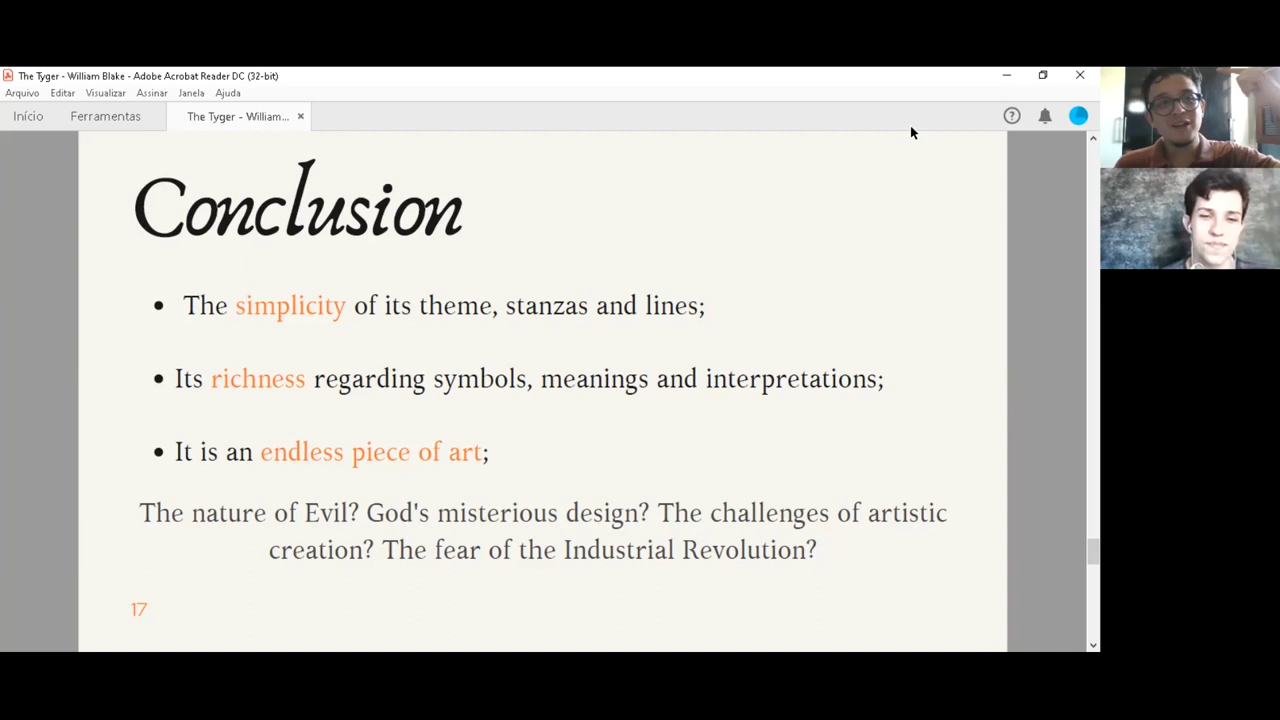 The Tyger - William Blake - Adobe Acrobat Reader DC (32-bit)
Arquivo Editar Visualizar Assinar Janela Ajuda
Início Ferramentas The Tyger - William...
Conclusion
• The simplicity of its theme, stanzas and lines;
• Its richness regarding symbols, meanings and interpretations;
• It is an endless piece of art;
The nature of Evil? God's misterious design? The challenges of artistic
creation? The fear of the Industrial Revolution?
17